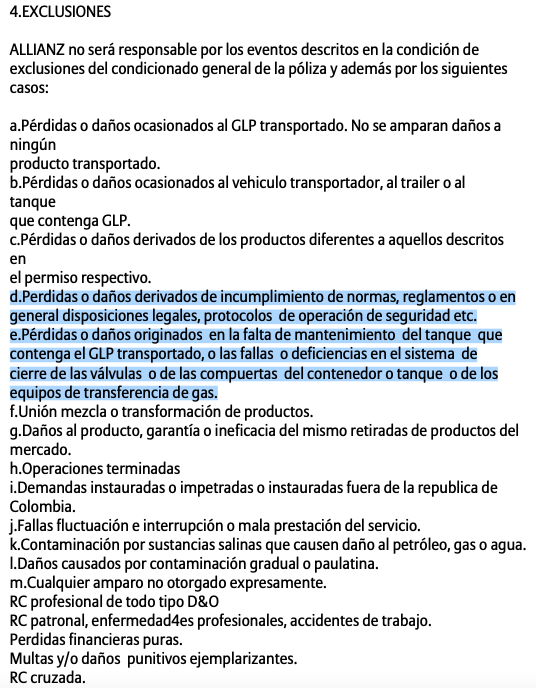 4.EXCLUSIONES
ALLIANZ no será responsable por los eventos descritos en la condición de
exclusiones del condicionado general de la póliza y además por los siguientes
casos:
a.Pérdidas o daños ocasionados al GLP transportado. No se amparan daños a
ningún
producto transportado.
b.Pérdidas o daños ocasionados al vehiculo transportador, al trailer o al
tanque
que contenga GLP.
c.Pérdidas o daños derivados de los productos diferentes a aquellos descritos
en
el permiso respectivo.
d.Perdidas o daños derivados de incumplimiento de normas, reglamentos o en
general disposiciones legales, protocolos de operación de seguridad etc.
e.Pérdidas o daños originados en la falta de mantenimiento del tanque que
contenga el GLP transportado, o las fallas o deficiencias en el sistema de
cierre de las válvulas o de las compuertas del contenedor o tanque o de los
equipos de transferencia de gas.
f.Unión mezcla o transformación de productos.
g.Daños al producto, garantía o ineficacia del mismo retiradas de productos del
mercado.
h.Operaciones terminadas
i.Demandas instauradas o impetradas o instauradas fuera de la republica de
Colombia.
j.Fallas fluctuación e interrupción o mala prestación del servicio.
k.Contaminación por sustancias salinas que causen daño al petróleo, gas o agua.
l.Daños causados por contaminación gradual o paulatina.
m.Cualquier amparo no otorgado expresamente.
RC profesional de todo tipo D&O
RC patronal, enfermedad4es profesionales, accidentes de trabajo.
Perdidas financieras puras.
Multas y/o daños punitivos ejemplarizantes.
RC cruzada.